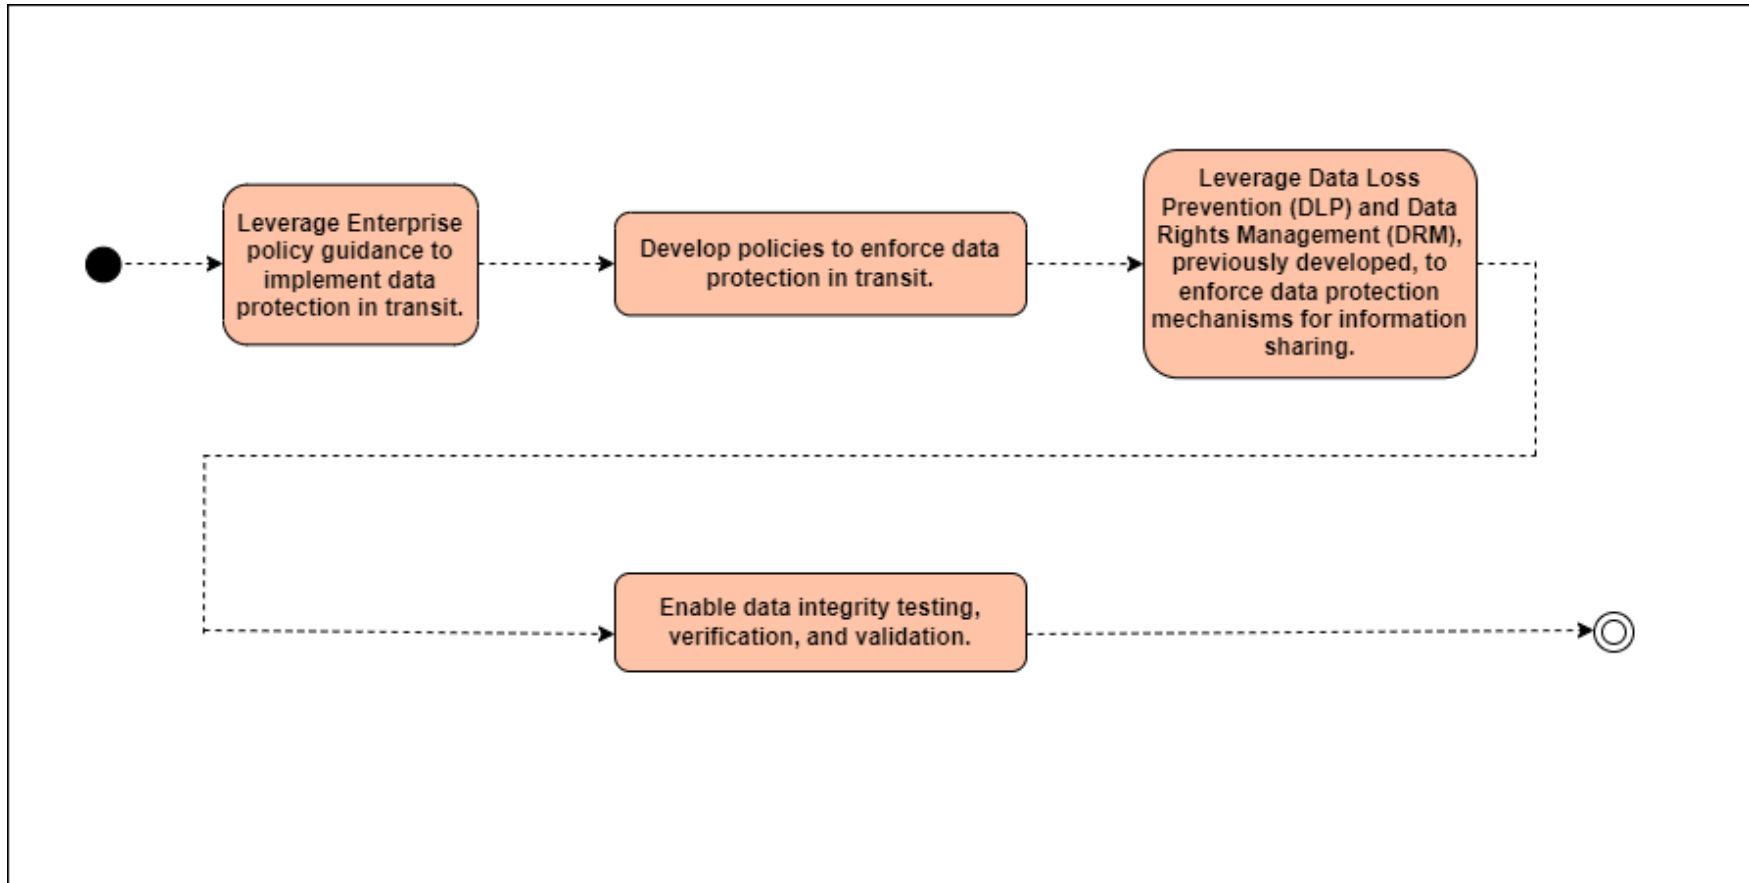 Leverage Enterprise
policy guidance to
implement data
protection in transit.
Develop policies to enforce data
protection in transit.
Leverage Data Loss
Prevention (DLP) and Data
Rights Management (DRM),
previously developed, to
enforce data protection
mechanisms for information
sharing.
Enable data integrity testing,
verification, and validation.